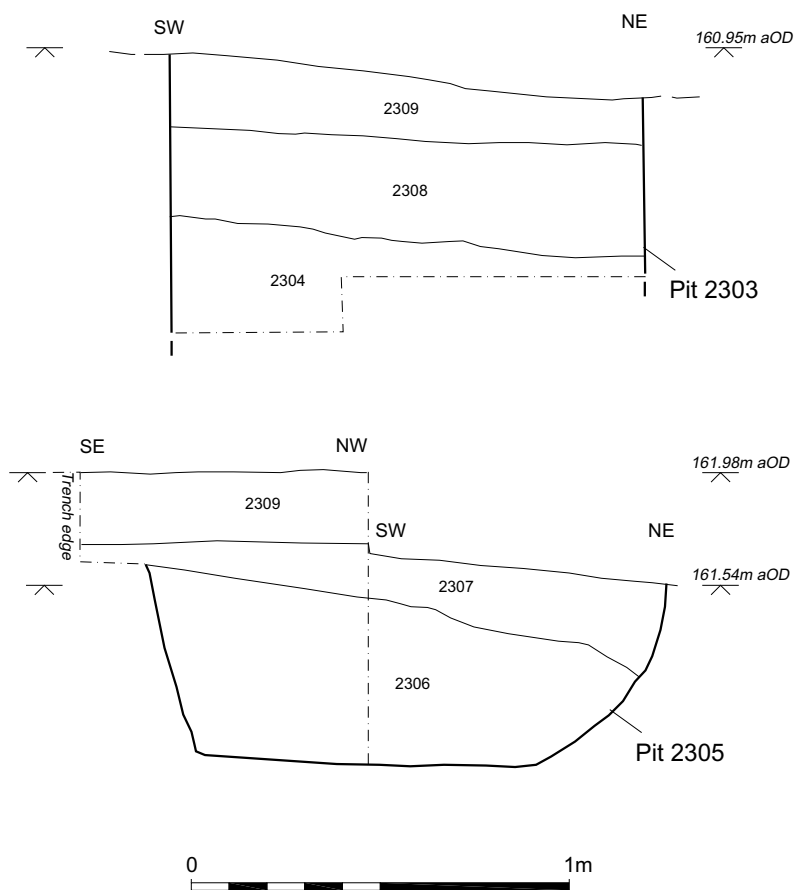 SW NE
160.95m aOD
2309
2308
2304
Pit 2303
SE NW
161.98m aOD
Trench edge
2309
SW NE
161.54m aOD
2307
2306
Pit 2305
0 1m